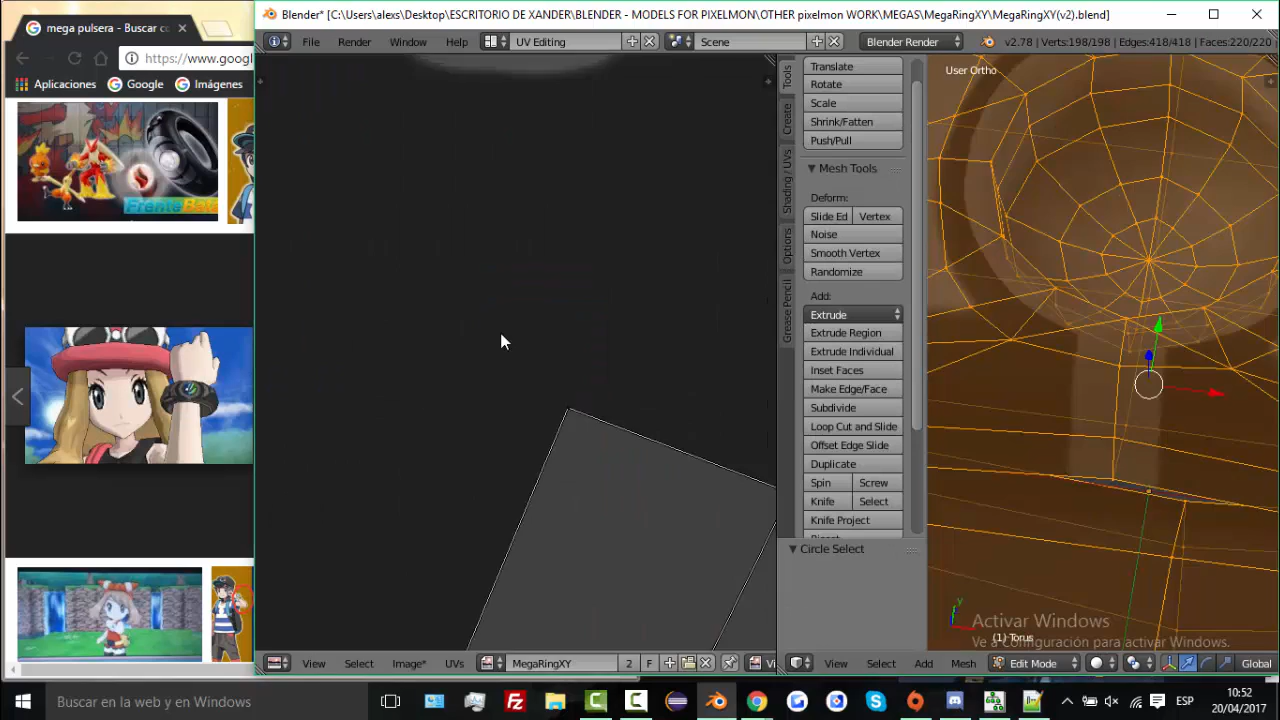 mega pulsera - Buscar co
https://www.googl
Aplicaciones
Google
Imágenes
Blender* [C:\Users\alexs\Desktop\ESCRITORIO DE XANDER\BLENDER - MODELS FOR PIXELMON\OTHER pixelmon WORK\MEGAS\MegaRingXY\MegaRingXY(v2).blend]
File Render Window Help
UV Editing
Scene
Blender Render
v2.78 | Verts:198/198 | Edges:418/418 | Faces:220/220
User Ortho
Tools
Create
Shading / UVs
Options
Grease Pencil
Translate
Rotate
Scale
Shrink/Fatten
Push/Pull
Mesh Tools
Deform:
Slide Ed Vertex
Noise
Smooth Vertex
Randomize
Add:
Extrude
Extrude Region
Extrude Individual
Inset Faces
Make Edge/Face
Subdivide
Loop Cut and Slide
Offset Edge Slide
Duplicate
Spin Screw
Knife Select
Knife Project
Circle Select
Activar Windows
Ve a Configuración para activar Windows.
(1) Torus
View Select Image* UVs
MegaRingXY
2
F
Vi
View Select Add Mesh
Edit Mode
Global
Buscar en la web y en Windows
ESP
10:52
20/04/2017